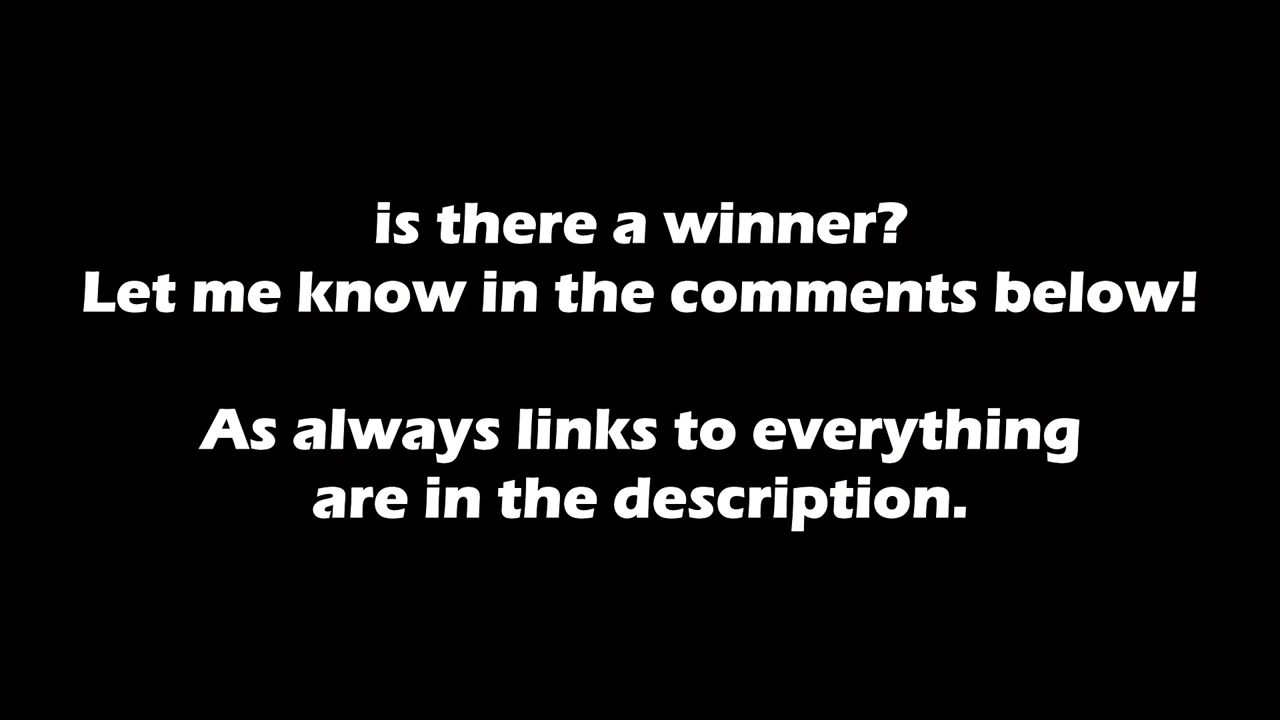 is there a winner?
Let me know in the comments below!
As always links to everything
are in the description.